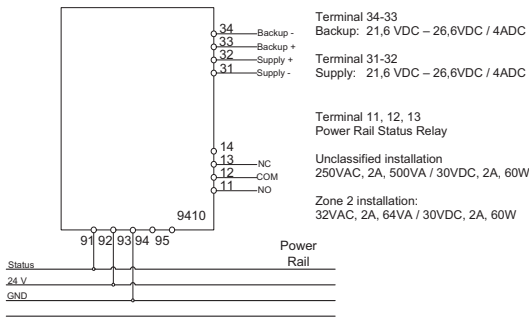 34
Backup -
33
Backup +
32
Supply +
31
Supply -
14
13
NC
12
COM
11
NO
9410
91 92 93 94 95
Power
Rail
Status
24 V
GND
Terminal 34-33
Backup: 21,6 VDC – 26,6VDC / 4ADC
Terminal 31-32
Supply: 21,6 VDC – 26,6VDC / 4ADC
Terminal 11, 12, 13
Power Rail Status Relay
Unclassified installation
250VAC, 2A, 500VA / 30VDC, 2A, 60W
Zone 2 installation:
32VAC, 2A, 64VA / 30VDC, 2A, 60W